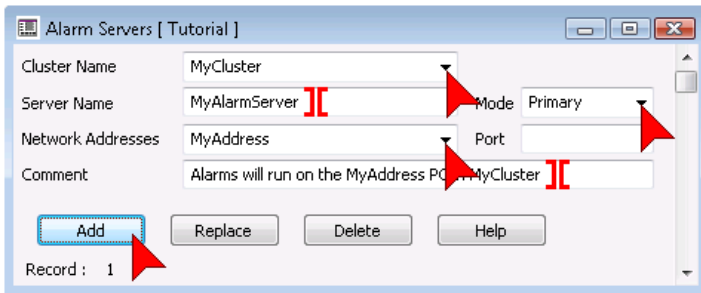 Alarm Servers [ Tutorial ]
Cluster Name MyCluster
Server Name MyAlarmServer Mode Primary
Network Addresses MyAddress Port
Comment Alarms will run on the MyAddress MyCluster
Add Replace Delete Help
Record : 1